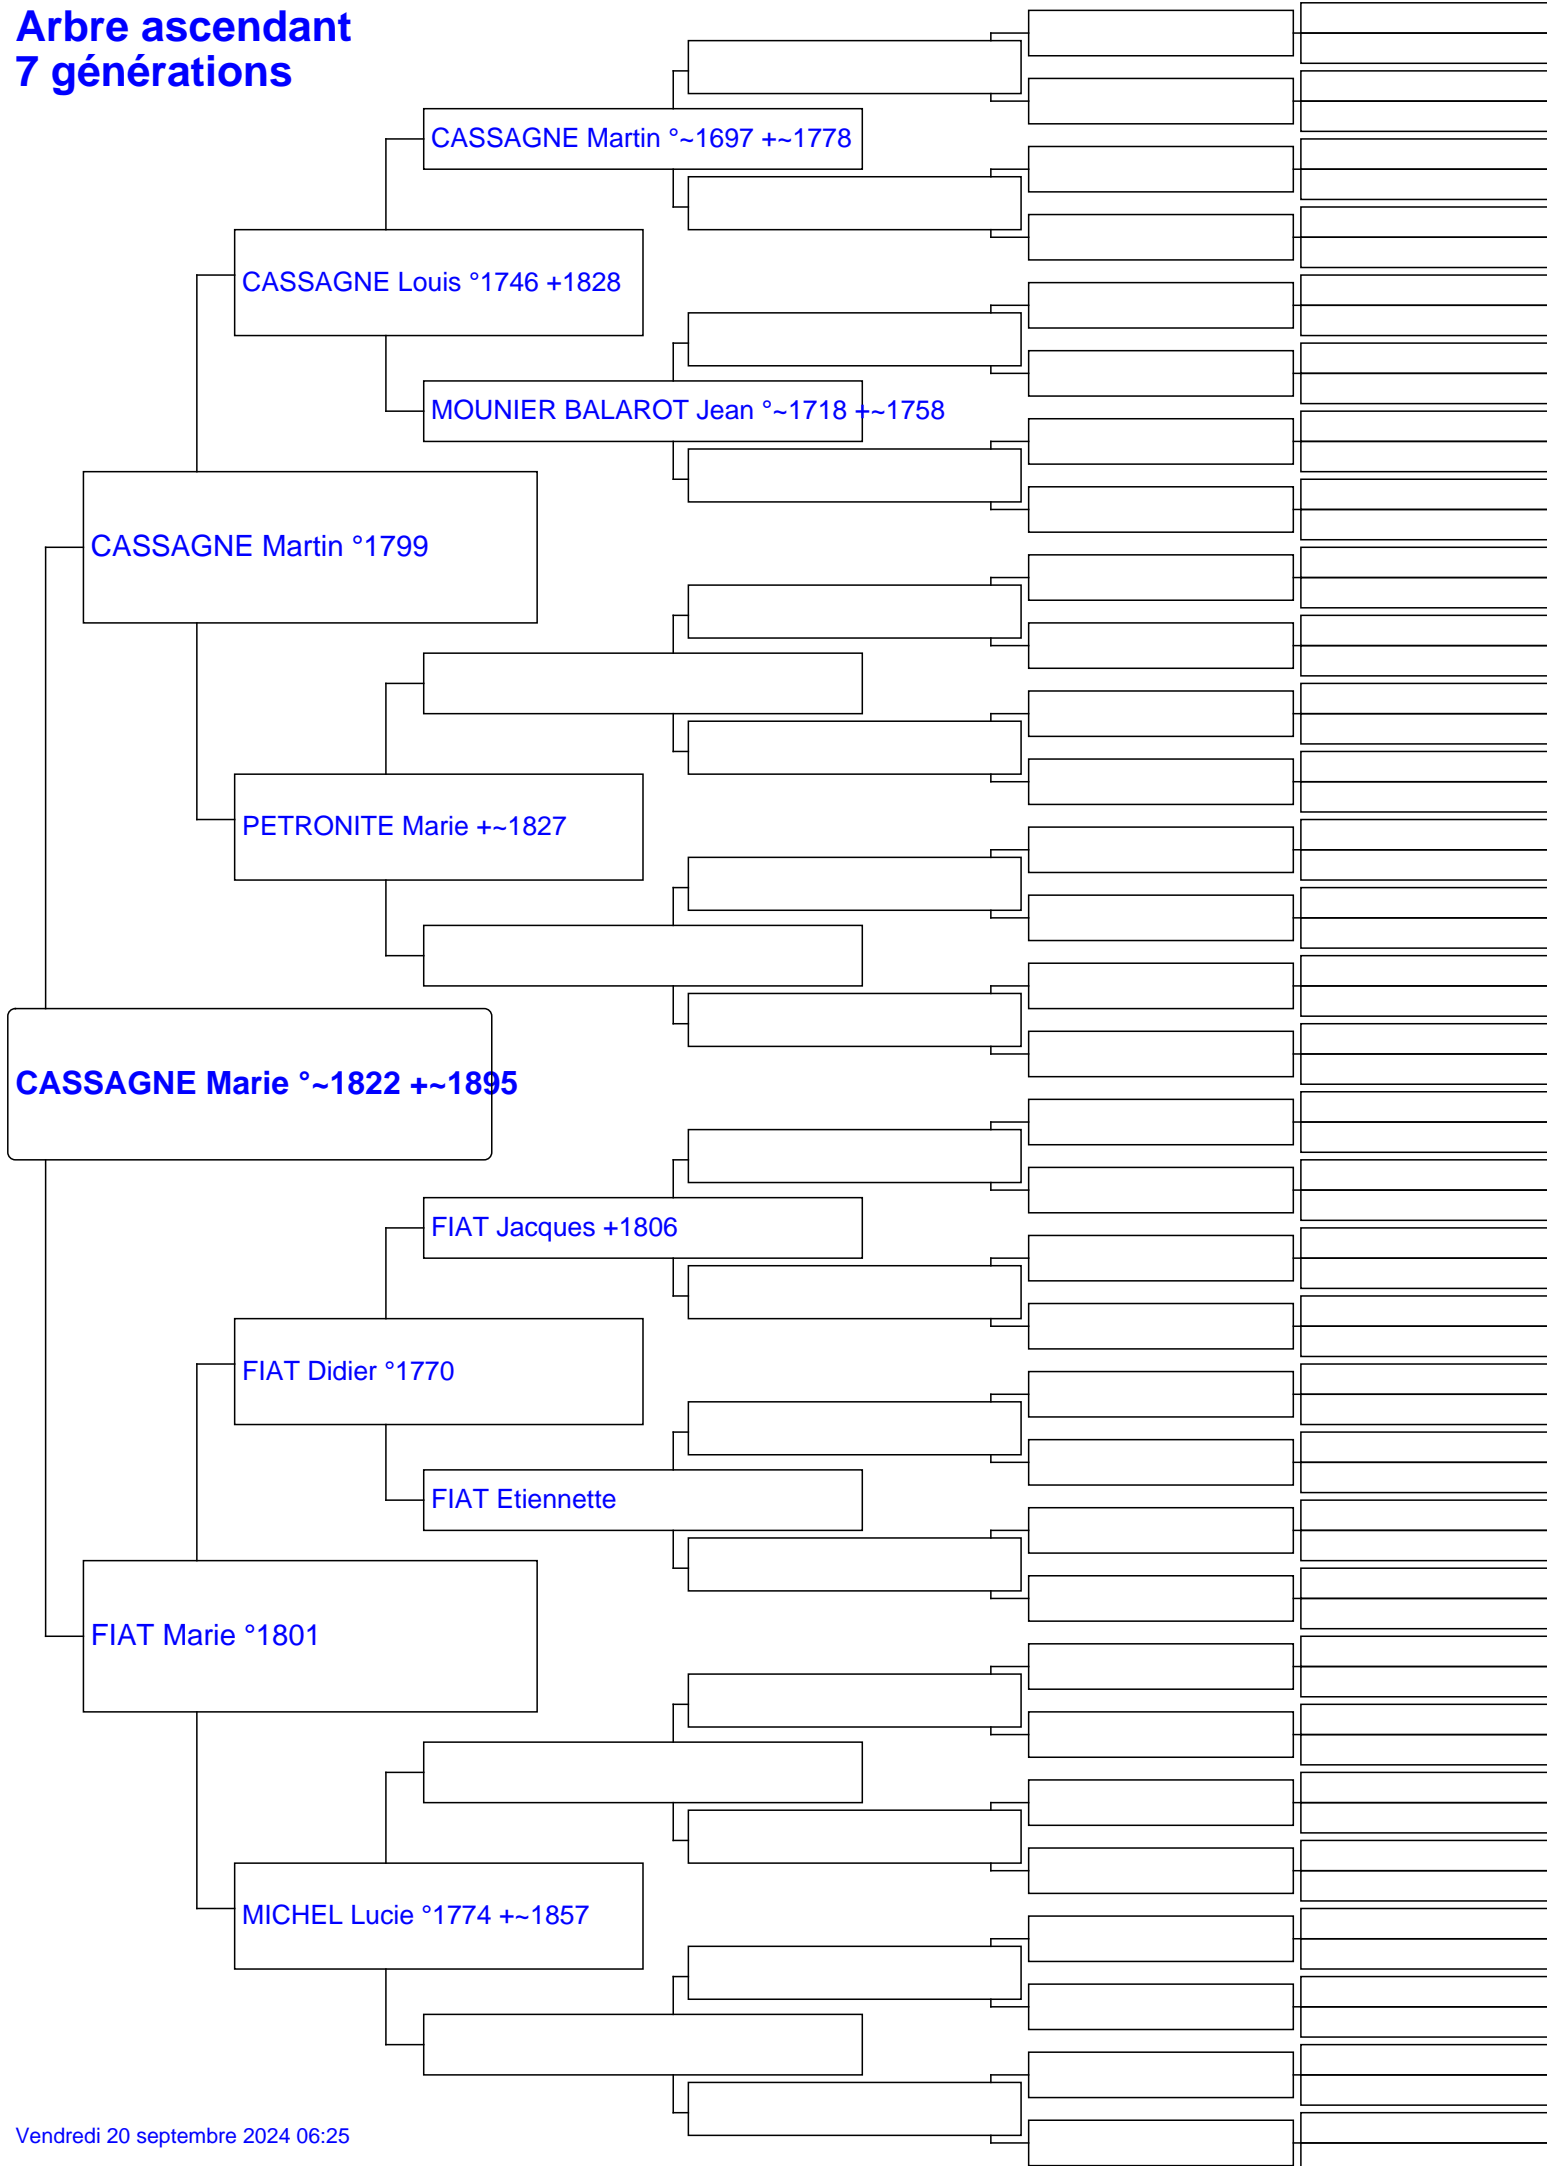 Arbre ascendant
7 générations
CASSAGNE Martin °~1697 +~1778
CASSAGNE Louis °1746 +1828
MOUNIER BALAROT Jean °~1718 +~1758
CASSAGNE Martin °1799
PETRONITE Marie +~1827
CASSAGNE Marie °~1822 +~1895
FIAT Jacques +1806
FIAT Didier °1770
FIAT Etiennette
FIAT Marie °1801
MICHEL Lucie °1774 +~1857
Vendredi 20 septembre 2024 06:25